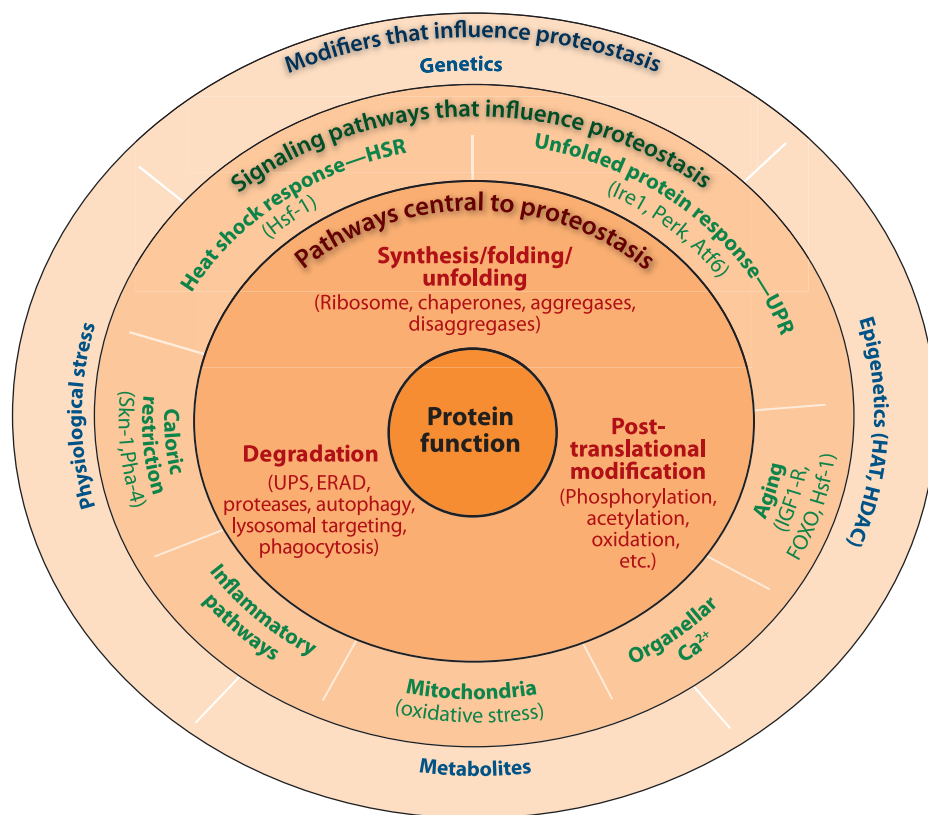 Modifiers that influence proteostasis
Genetics
Signaling pathways that influence proteostasis
Heat shock response—HSR
(Hsf-1)
Unfolded protein response—UPR
(Ire1, Perk, Atf6)
Pathways central to proteostasis
Synthesis/folding/
unfolding
(Ribosome, chaperones, aggregases,
disaggregases)
Physiological stress
Epigenetics (HAT, HDAC)
Caloric
restriction
(Skn-1,Pha-4)
Protein
function
Degradation
(UPS, ERAD,
proteases, autophagy,
lysosomal targeting,
phagocytosis)
Post-
translational
modification
(Phosphorylation,
acetylation,
oxidation,
etc.)
Aging
(IGF1-R,
FOXO, Hsf-1)
Inflammatory
pathways
Organellar
Ca²⁺
Mitochondria
(oxidative stress)
Metabolites